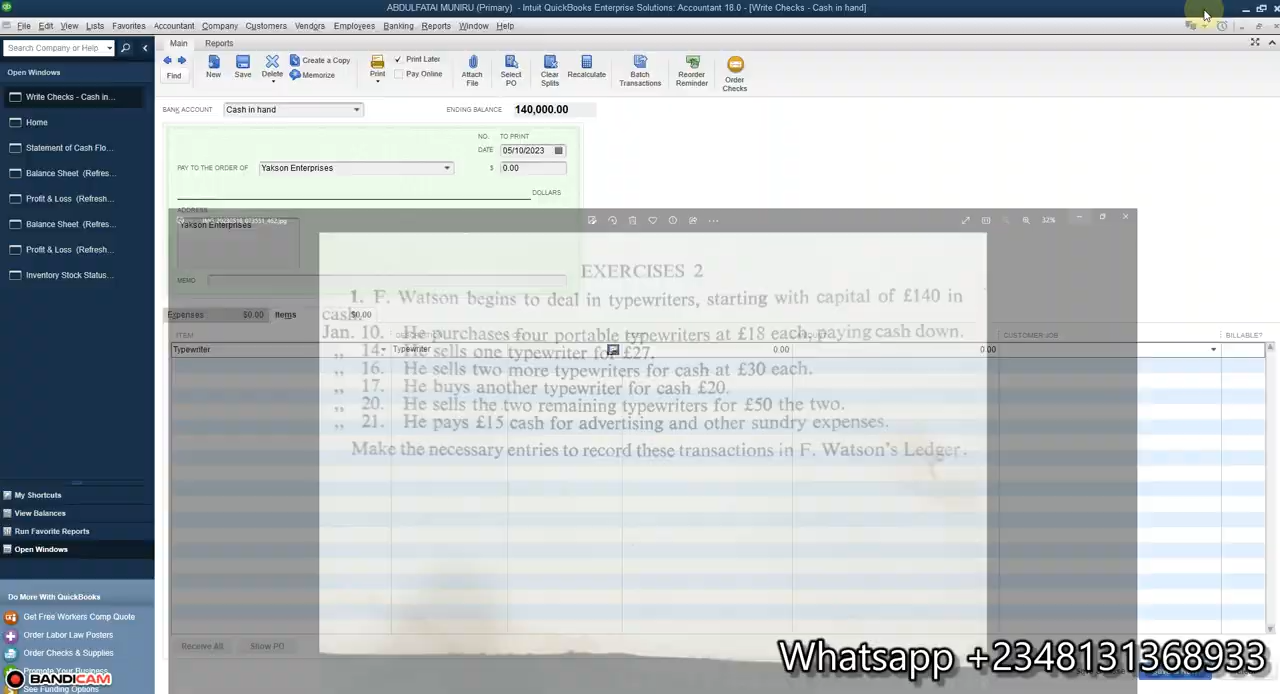 ABDULFATAI MUNIRU (Primary) - Intuit QuickBooks Enterprise Solutions: Accountant 18.0 - [Write Checks - Cash in hand]
File Edit View Lists Favorites Accountant Company Customers Vendors Employees Banking Reports Window Help
Search Company or Help
Main Reports
Find New Save Delete Create a Copy Memorize Print Print Later Pay Online Attach File Select PO Clear Splits Recalculate Batch Transactions Reorder Reminder Order Checks
Open Windows
Write Checks - Cash in...
Home
Statement of Cash Flo...
Balance Sheet (Refres...
Profit & Loss (Refresh...
Balance Sheet (Refres...
Profit & Loss (Refresh...
Inventory Stock Status...
My Shortcuts
View Balances
Run Favorite Reports
Open Windows
Do More With QuickBooks
Get Free Workers Comp Quote
Order Labor Law Posters
Order Checks & Supplies
Promote Your Business
See Funding Options
BANDICAM
BANK ACCOUNT Cash in hand ENDING BALANCE 140,000.00
NO. TO PRINT
DATE 05/10/2023
PAY TO THE ORDER OF Yakson Enterprises $ 0.00
DOLLARS
ADDRESS
Yakson Enterprises
MEMO
32%
Expenses $0.00 Items $0.00
ITEM CUSTOMER:JOB BILLABLE?
Typewriter Typewriter 0.00 0.00
EXERCISES 2
1. F. Watson begins to deal in typewriters, starting with capital of £140 in
cash.
Jan. 10. He purchases four portable typewriters at £18 each, paying cash down.
,, 14. He sells one typewriter for £27.
,, 16. He sells two more typewriters for cash at £30 each.
,, 17. He buys another typewriter for cash £20.
,, 20. He sells the two remaining typewriters for £50 the two.
,, 21. He pays £15 cash for advertising and other sundry expenses.
Make the necessary entries to record these transactions in F. Watson's Ledger.
Receive All Show PO
Whatsapp +2348131368933